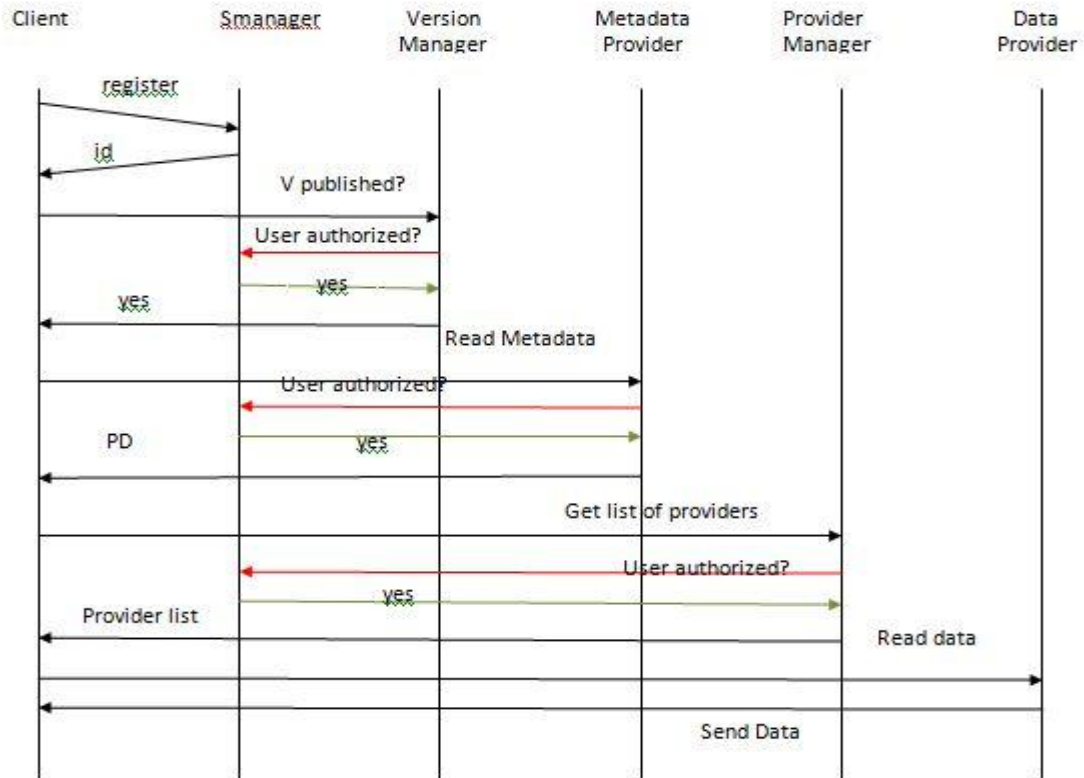 Client
Smanager
Version
Manager
Metadata
Provider
Provider
Manager
Data
Provider
register
id
V published?
User authorized?
yes
yes
Read Metadata
User authorized?
PD
yes
Get list of providers
User authorized?
yes
Provider list
Read data
Send Data